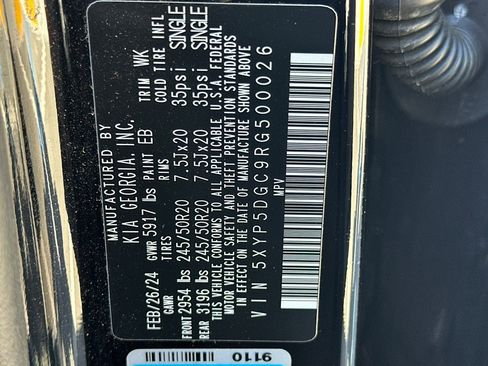 MANUFACTURED BY
KIA GEORGIA, INC.
FEB/26/24 PAINT EB TRIM WK
GVWR 5917 lbs
GAWR TIRES RIMS COLD TIRE INFL
FRONT 2954 lbs 245/50R20 7.5JX20 35psi SINGLE
REAR 3196 lbs 245/50R20 7.5JX20 35psi SINGLE
THIS VEHICLE CONFORMS TO ALL APPLICABLE U.S.A. FEDERAL
MOTOR VEHICLE SAFETY AND THEFT PREVENTION STANDARDS
IN EFFECT ON THE DATE OF MANUFACTURE SHOWN ABOVE
VIN 5XYP5DGC9RG500026
MPV
9110